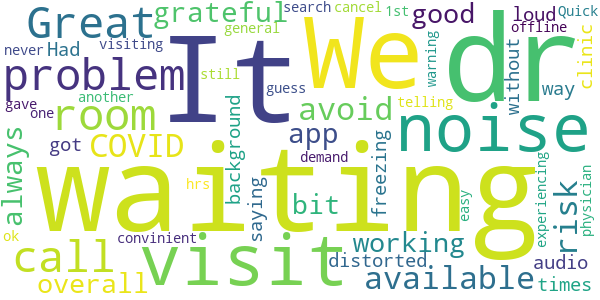 search
cancel
1st
Quick
grateful
Great
good
loud
never
Had
visiting
general
offline
It
We
dr
problem
still
gave
another
guess
warning
without
way
clinic
one
room
avoid
telling
noise
got
COVID
app
background
freezing
demand
always
waiting
hrs
bit
saying
easy
experiencing
risk
physician
ok
convinient
call
visit
working
distorted
available
audio
overall
times